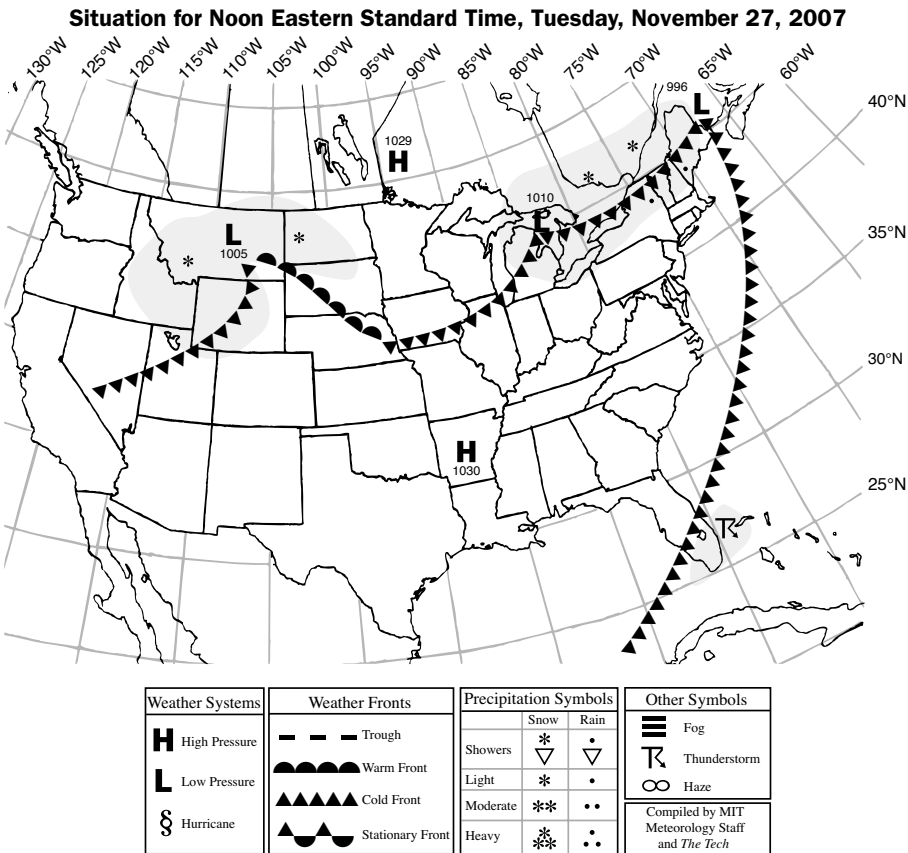 Situation for Noon Eastern Standard Time, Tuesday, November 27, 2007
130°W 125°W 120°W 115°W 110°W 105°W 100°W 95°W 90°W 85°W 80°W 75°W 70°W 65°W 60°W
996
L
40°N
1029
H
1010
L
35°N
L
1005
30°N
H
1030
25°N
Weather Systems
H High Pressure
L Low Pressure
Hurricane
Weather Fronts
Trough
Warm Front
Cold Front
Stationary Front
Precipitation Symbols
Snow Rain
Showers
Light
Moderate
Heavy
Other Symbols
Fog
Thunderstorm
Haze
Compiled by MIT
Meteorology Staff
and The Tech